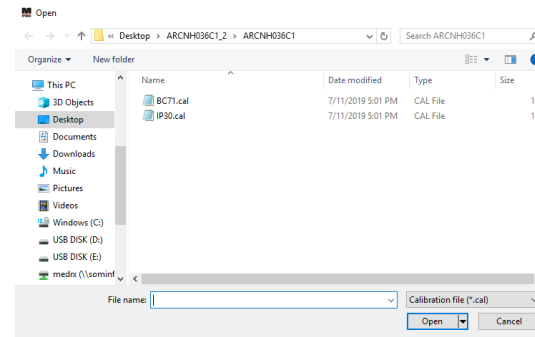 Open
« Desktop > ARCNH036C1_2 > ARCNH036C1
Search ARCNH036C1
Organize
New folder
Name Date modified Type Size
This PC
3D Objects
Desktop
Documents
Downloads
Music
Pictures
Videos
Windows (C:)
USB DISK (D:)
USB DISK (E:)
medrx (\\sominf
BC71.cal 7/11/2019 5:01 PM CAL File 1
IP30.cal 7/11/2019 5:01 PM CAL File 1
File name:
Calibration file (*.cal)
Open
Cancel